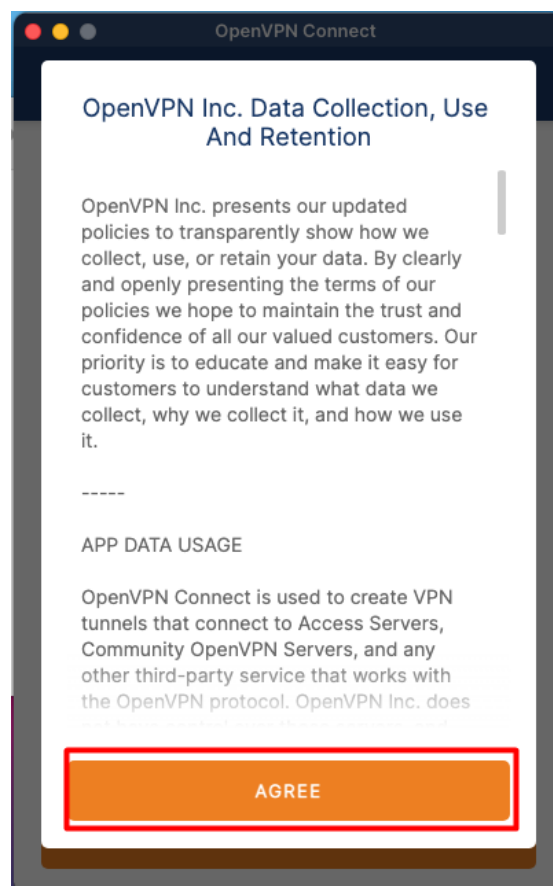 OpenVPN Connect
OpenVPN Inc. Data Collection, Use
And Retention
OpenVPN Inc. presents our updated
policies to transparently show how we
collect, use, or retain your data. By clearly
and openly presenting the terms of our
policies we hope to maintain the trust and
confidence of all our valued customers. Our
priority is to educate and make it easy for
customers to understand what data we
collect, why we collect it, and how we use
it.
-----
APP DATA USAGE
OpenVPN Connect is used to create VPN
tunnels that connect to Access Servers,
Community OpenVPN Servers, and any
other third-party service that works with
the OpenVPN protocol. OpenVPN Inc. does
AGREE